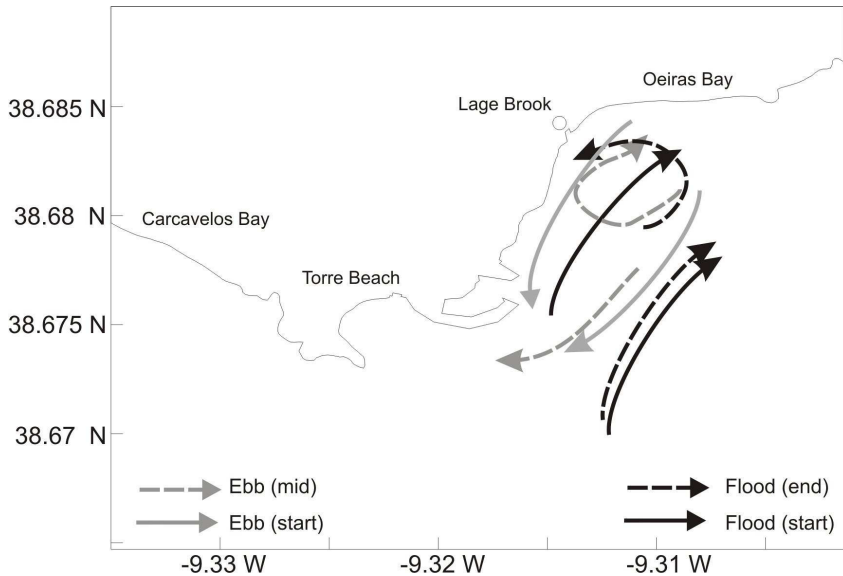 Oeiras Bay
38.685 N
Lage Brook
38.68 N
Carcavelos Bay
Torre Beach
38.675 N
38.67 N
Ebb (mid)
Flood (end)
Ebb (start)
Flood (start)
-9.33 W
-9.32 W
-9.31 W